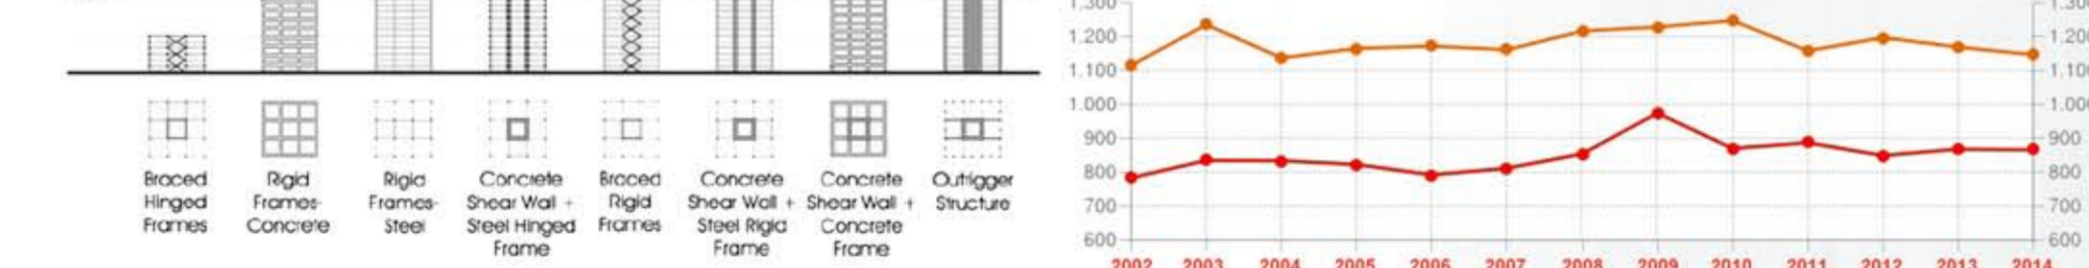 Braced
Hinged
Frames
Rigid
Frames-
Concrete
Rigid
Frames-
Steel
Concrete
Shear Wall +
Steel Hinged
Frame
Braced
Rigid
Frames
Concrete
Shear Wall +
Steel Rigid
Frame
Concrete
Shear Wall +
Concrete
Frame
Outrigger
Structure
1.300
1.200
1.100
1.000
900
800
700
600
1.100
900
800
700
600
2002 2003 2004 2005 2006 2007 2008 2009 2010 2011 2012 2013 2014